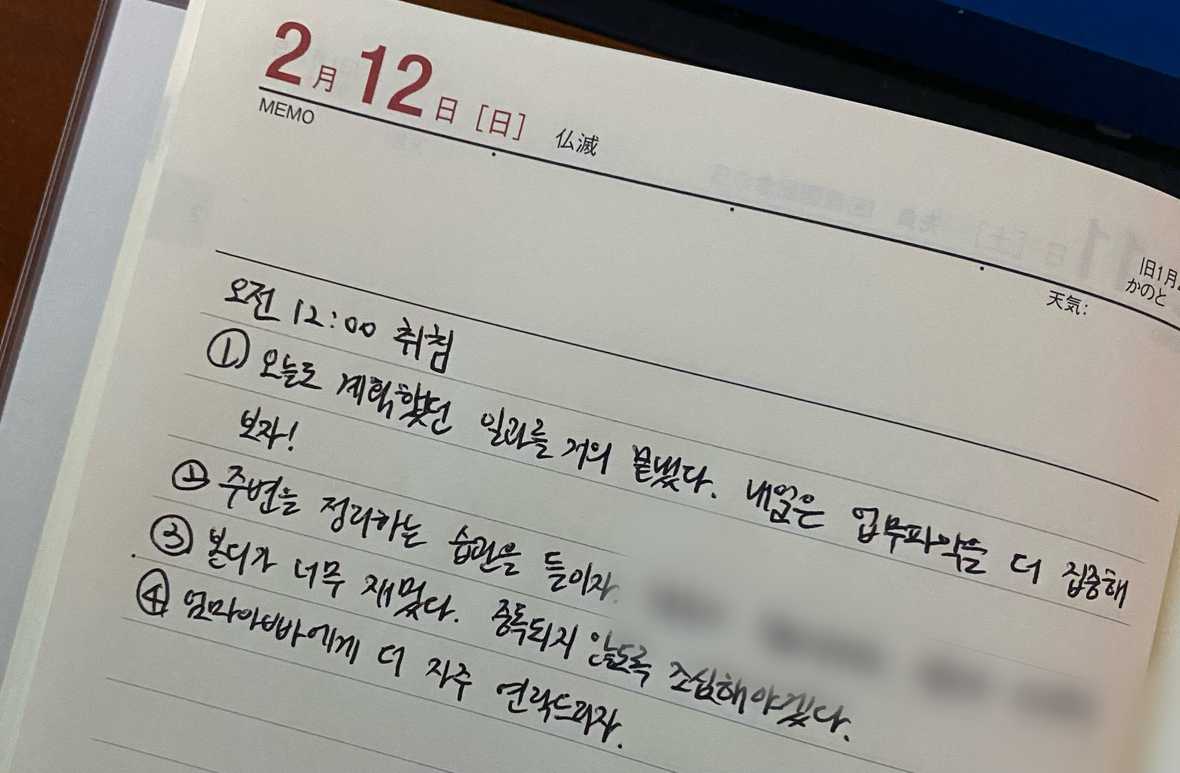 2月12日[日] 仏滅
MEMO
旧1月
かのと
天気:
오전 12:00 취침
① 오늘도 계획했던 일과를 거의 끝냈다. 내일은 업무파악을 더 집중해
보자!
② 주변을 정리하는 습관을 들이자.
③ 본디가 너무 재밌다. 중독되지 않도록 조심해야겠다.
④ 엄마아빠에게 더 자주 연락드리자.